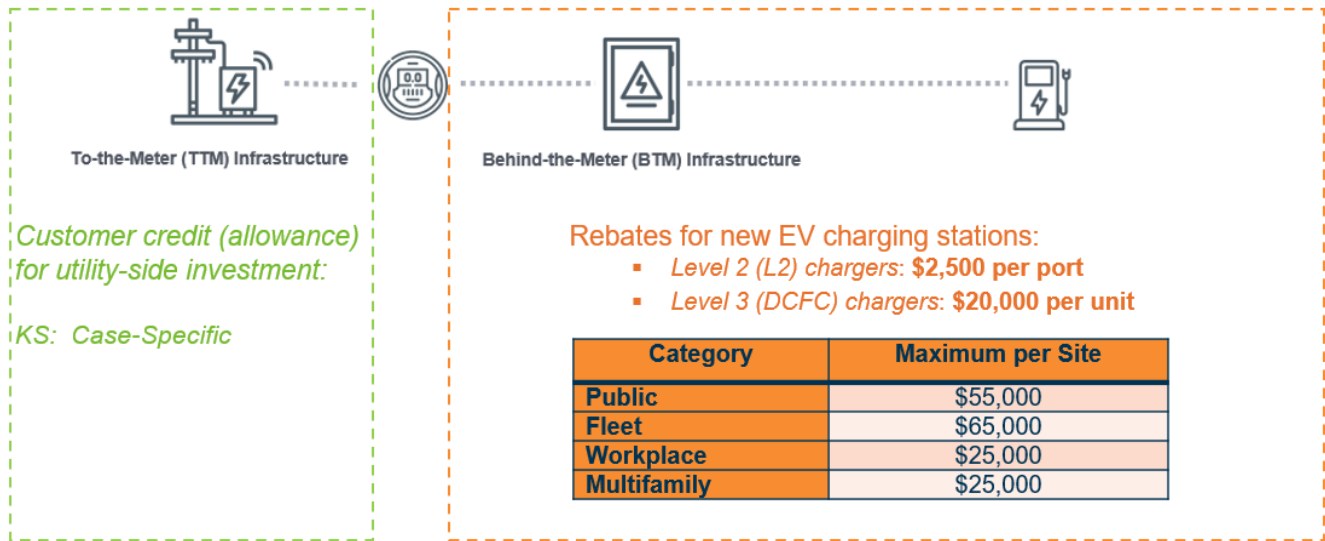 0.0
To-the-Meter (TTM) Infrastructure
Behind-the-Meter (BTM) Infrastructure
Customer credit (allowance)
for utility-side investment:
KS: Case-Specific
Rebates for new EV charging stations:
▪ Level 2 (L2) chargers: $2,500 per port
▪ Level 3 (DCFC) chargers: $20,000 per unit
Category Maximum per Site
Public $55,000
Fleet $65,000
Workplace $25,000
Multifamily $25,000